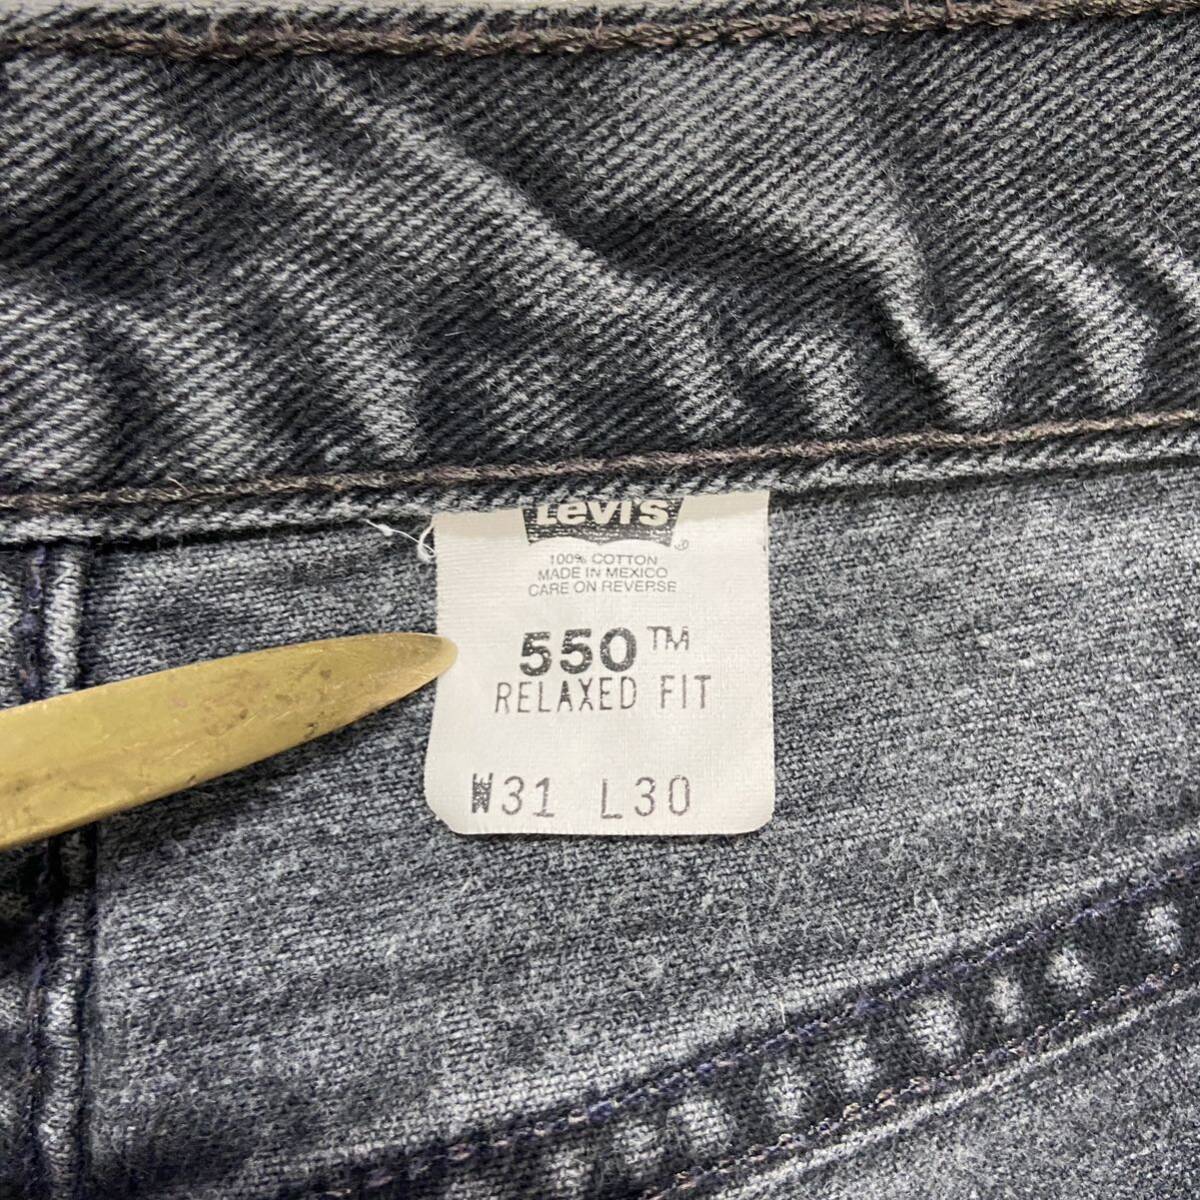 Levi's ®
100% COTTON
MADE IN MEXICO
CARE ON REVERSE
550™
RELAXED FIT
W31 L30